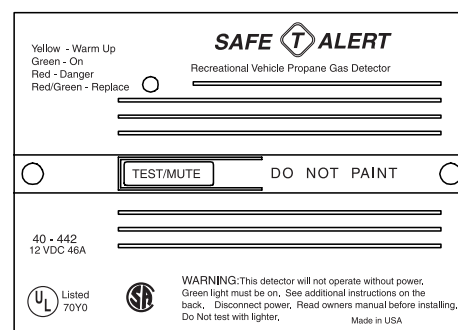 Yellow - Warm Up
Green - On
Red - Danger
Red/Green - Replace
SAFE T ALERT
Recreational Vehicle Propane Gas Detector
TEST/MUTE
DO NOT PAINT
40 - 442
12 VDC 46A
UL Listed
70Y0
SA
WARNING:This detector will not operate without power,
Green light must be on, See additional instructions on the
back, Disconnect power, Read owners manual before installing,
Do Not test with lighter,
Made in USA